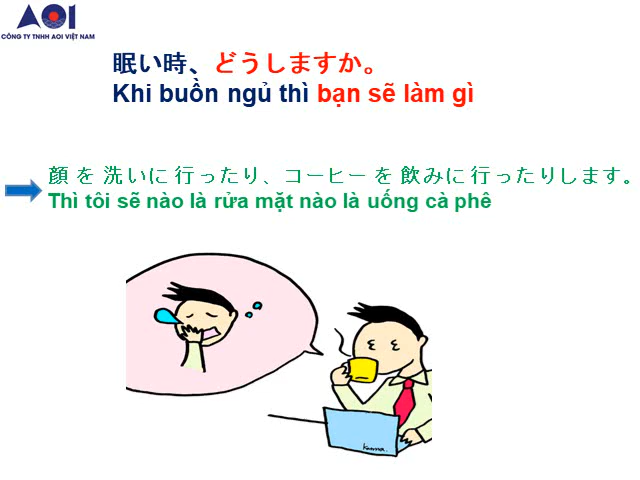 AOI
CÔNG TY TNHH AOI VIỆT NAM
眠い時、どうしますか。
Khi buồn ngủ thì bạn sẽ làm gì
顔を洗いに行ったり、コーヒーを飲みに行ったりします。
Thì tôi sẽ nào là rửa mặt nào là uống cà phê